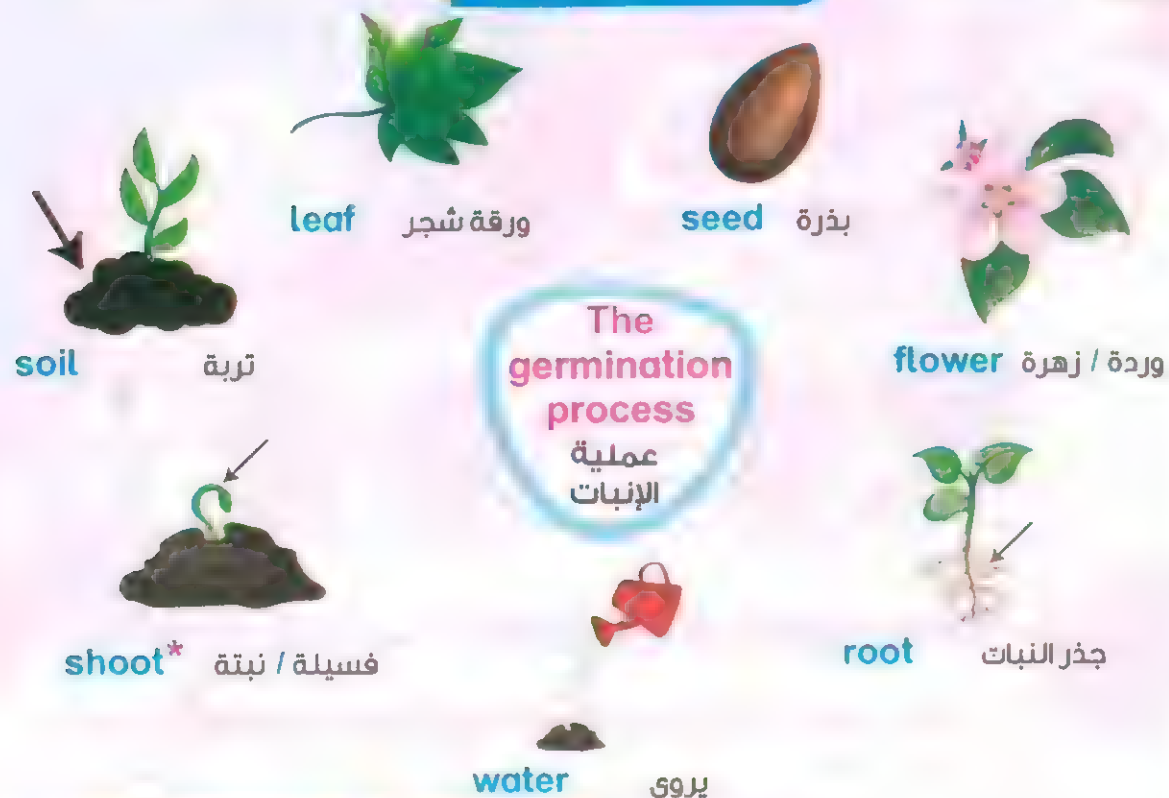 leaf ورقة شجر
seed بذرة
soil تربة
flower وردة / زهرة
The
germination
process
عملية
الإنبات
shoot* فسيلة / نبتة
root جذر النبات
water يروى